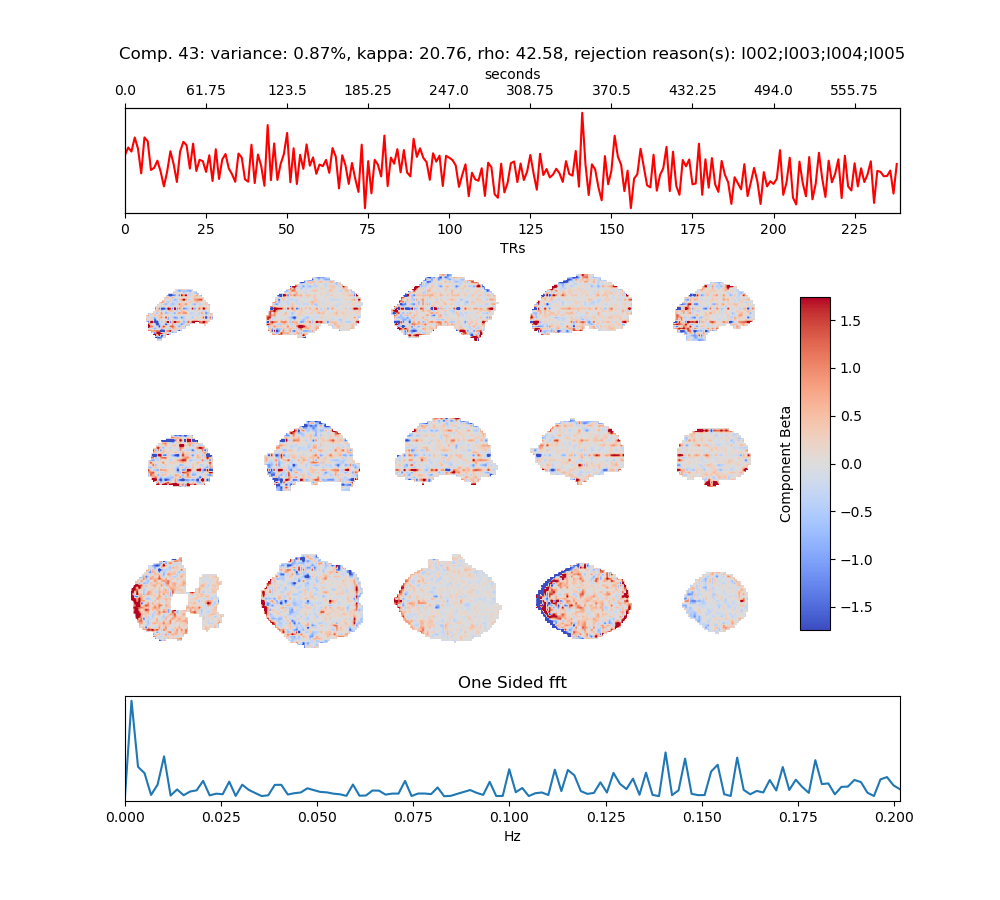 Comp. 43: variance: 0.87%, kappa: 20.76, rho: 42.58, rejection reason(s): I002;I003;I004;I005
seconds
0.0 61.75 123.5 185.25 247.0 308.75 370.5 432.25 494.0 555.75
0 25 50 75 100 125 150 175 200 225
TRs
1.5
1.0
0.5
0.0
−0.5
−1.0
−1.5
Component Beta
One Sided fft
0.000 0.025 0.050 0.075 0.100 0.125 0.150 0.175 0.200
Hz